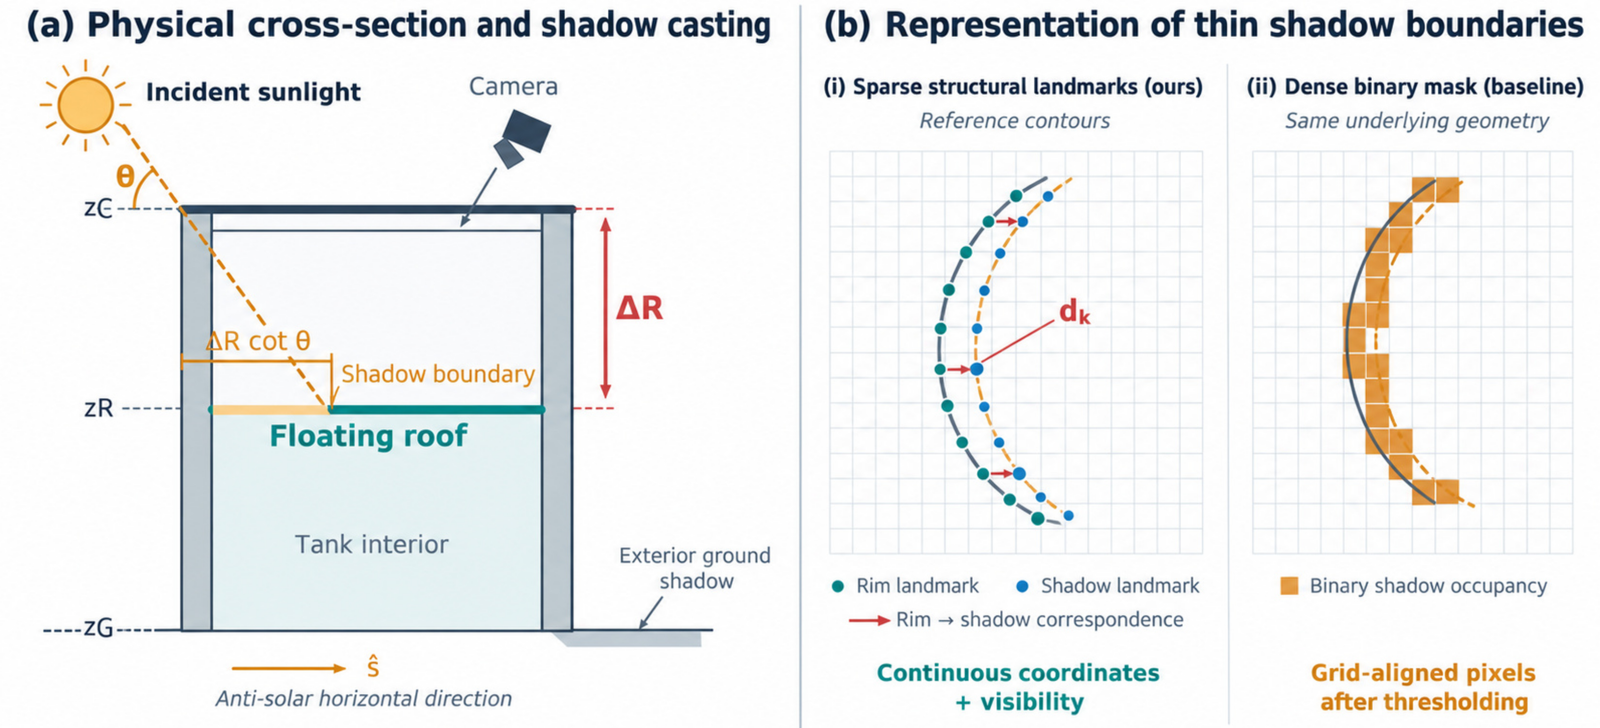 (a) Physical cross-section and shadow casting
Incident sunlight
Camera
θ
zC
ΔR
ΔR cot θ
Shadow boundary
zR
Floating roof
Tank interior
Exterior ground
shadow
zG
ŝ
Anti-solar horizontal direction
(b) Representation of thin shadow boundaries
(i) Sparse structural landmarks (ours)
Reference contours
dₖ
Rim landmark
Shadow landmark
Rim → shadow correspondence
Continuous coordinates
+ visibility
(ii) Dense binary mask (baseline)
Same underlying geometry
Binary shadow occupancy
Grid-aligned pixels
after thresholding